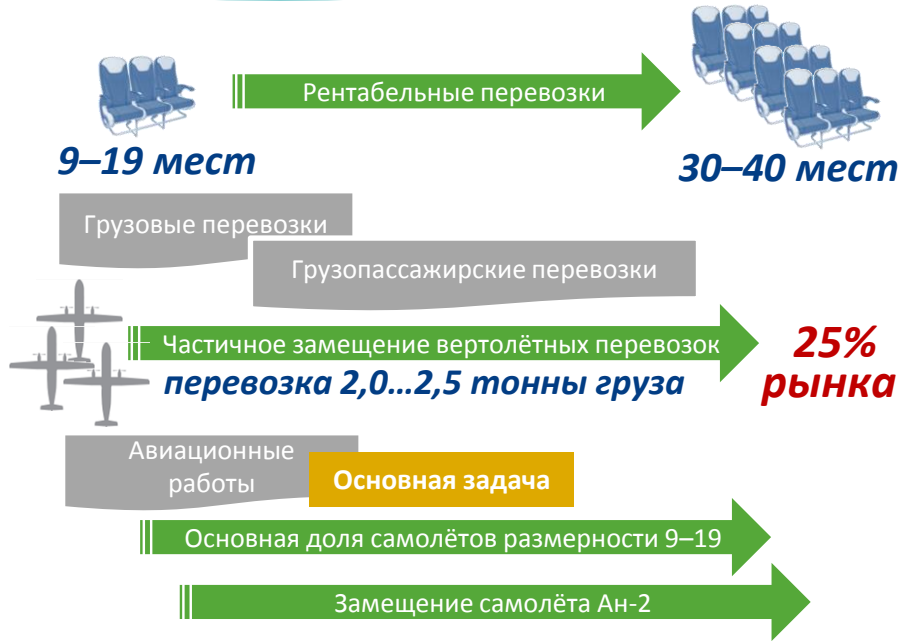 Рентабельные перевозки
9–19 мест
30–40 мест
Грузовые перевозки
Грузопассажирские перевозки
Частичное замещение вертолётных перевозок
перевозка 2,0...2,5 тонны груза
25%
рынка
Авиационные
работы
Основная задача
Основная доля самолётов размерности 9–19
Замещение самолёта Ан-2